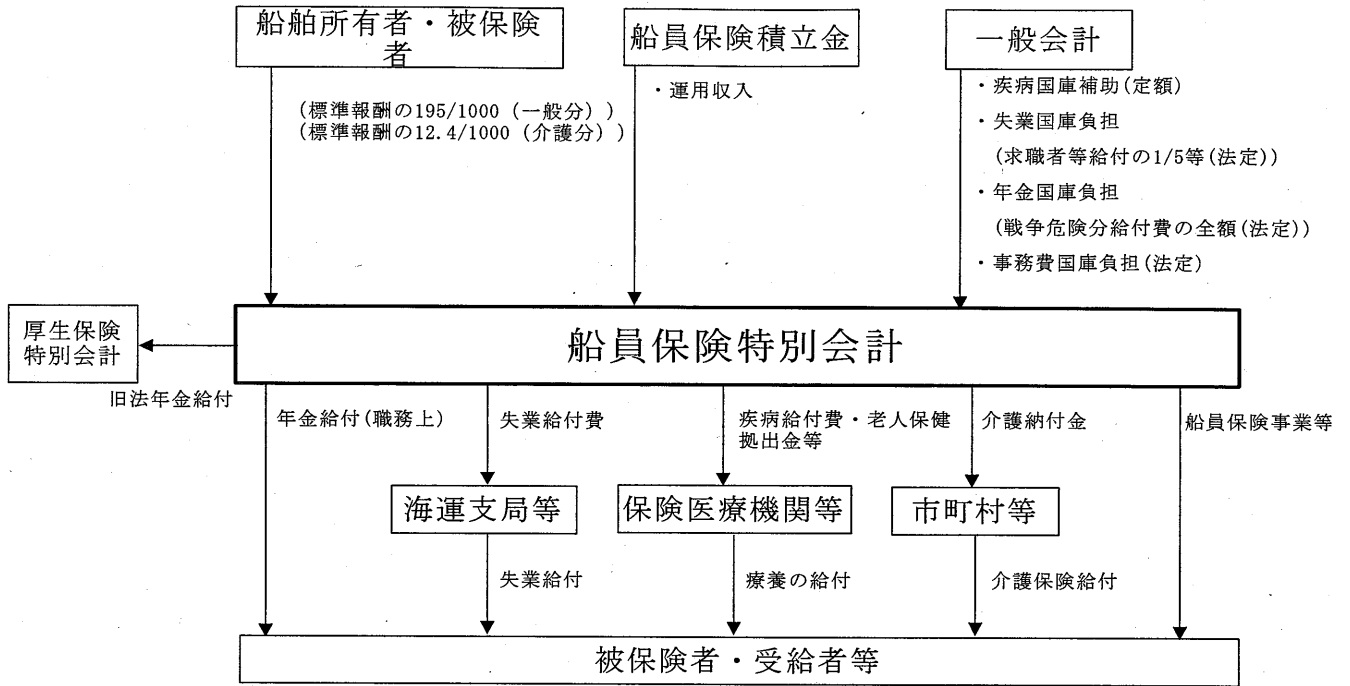 船舶所有者・被保険
者
船員保険積立金
一般会計
(標準報酬の195/1000（一般分）)
(標準報酬の12.4/1000（介護分）)
・運用収入
・疾病国庫補助(定額)
・失業国庫負担
(求職者等給付の1/5等(法定))
・年金国庫負担
(戦争危険分給付費の全額(法定))
・事務費国庫負担(法定)
厚生保険
特別会計
船員保険特別会計
旧法年金給付
年金給付(職務上)
失業給付費
疾病給付費・老人保健
拠出金等
介護納付金
船員保険事業等
海運支局等
保険医療機関等
市町村等
失業給付
療養の給付
介護保険給付
被保険者・受給者等